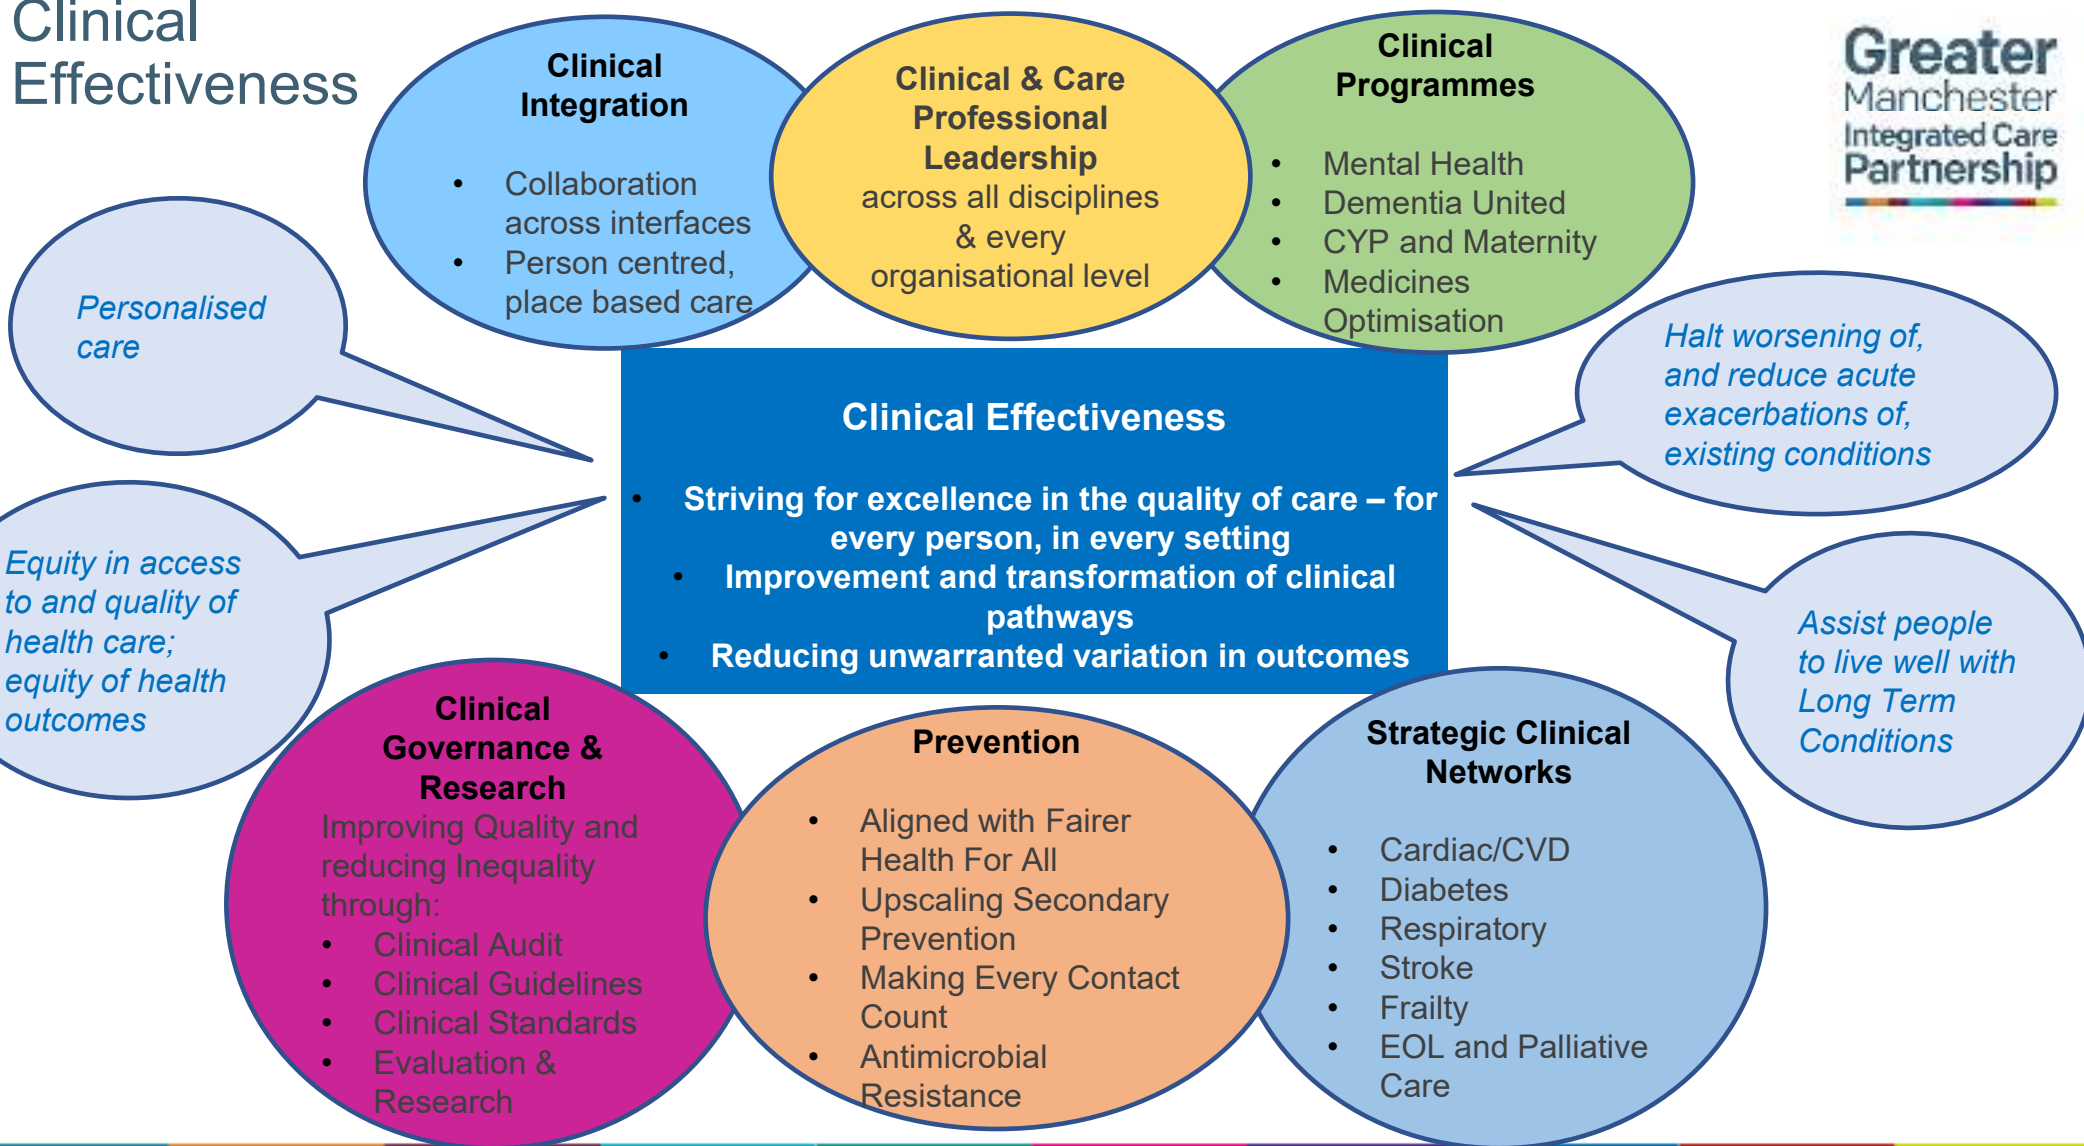 Clinical
Effectiveness
Clinical
Integration
• Collaboration
across interfaces
• Person centred,
place based care
Clinical & Care
Professional
Leadership
across all disciplines
& every
organisational level
Clinical
Programmes
• Mental Health
• Dementia United
• CYP and Maternity
• Medicines
Optimisation
Greater
Manchester
Integrated Care
Partnership
Personalised
care
Halt worsening of,
and reduce acute
exacerbations of,
existing conditions
Clinical Effectiveness
• Striving for excellence in the quality of care – for
every person, in every setting
• Improvement and transformation of clinical
pathways
• Reducing unwarranted variation in outcomes
Equity in access
to and quality of
health care;
equity of health
outcomes
Assist people
to live well with
Long Term
Conditions
Clinical
Governance &
Research
Improving Quality and
reducing Inequality
through:
• Clinical Audit
• Clinical Guidelines
• Clinical Standards
• Evaluation &
Research
Prevention
• Aligned with Fairer
Health For All
• Upscaling Secondary
Prevention
• Making Every Contact
Count
• Antimicrobial
Resistance
Strategic Clinical
Networks
• Cardiac/CVD
• Diabetes
• Respiratory
• Stroke
• Frailty
• EOL and Palliative
Care